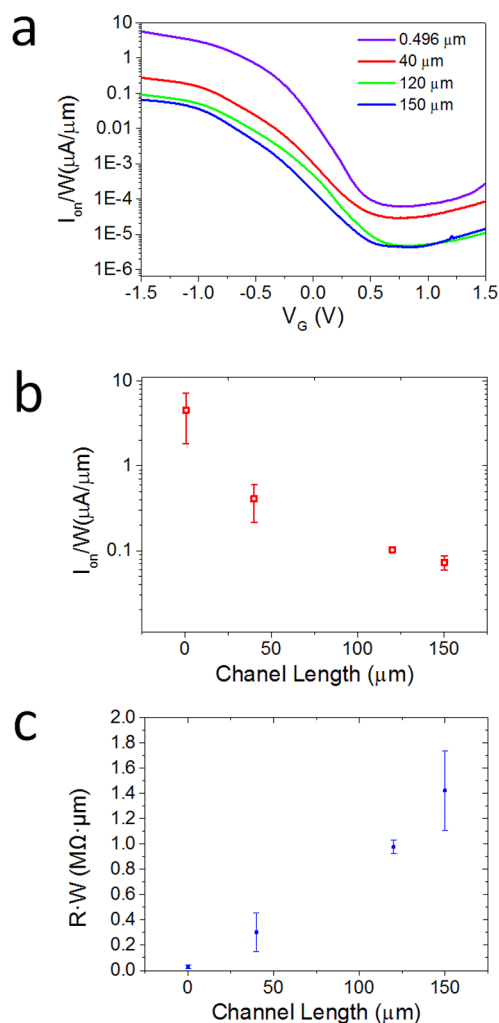 a
I_on/W(μA/μm)
10
1
0.1
0.01
1E-3
1E-4
1E-5
1E-6
0.496 μm
40 μm
120 μm
150 μm
-1.5 -1.0 -0.5 0.0 0.5 1.0 1.5
V_G (V)
b
I_on/W(μA/μm)
10
1
0.1
0 50 100 150
Chanel Length (μm)
c
R·W (MΩ·μm)
2.0
1.8
1.6
1.4
1.2
1.0
0.8
0.6
0.4
0.2
0.0
0 50 100 150
Channel Length (μm)